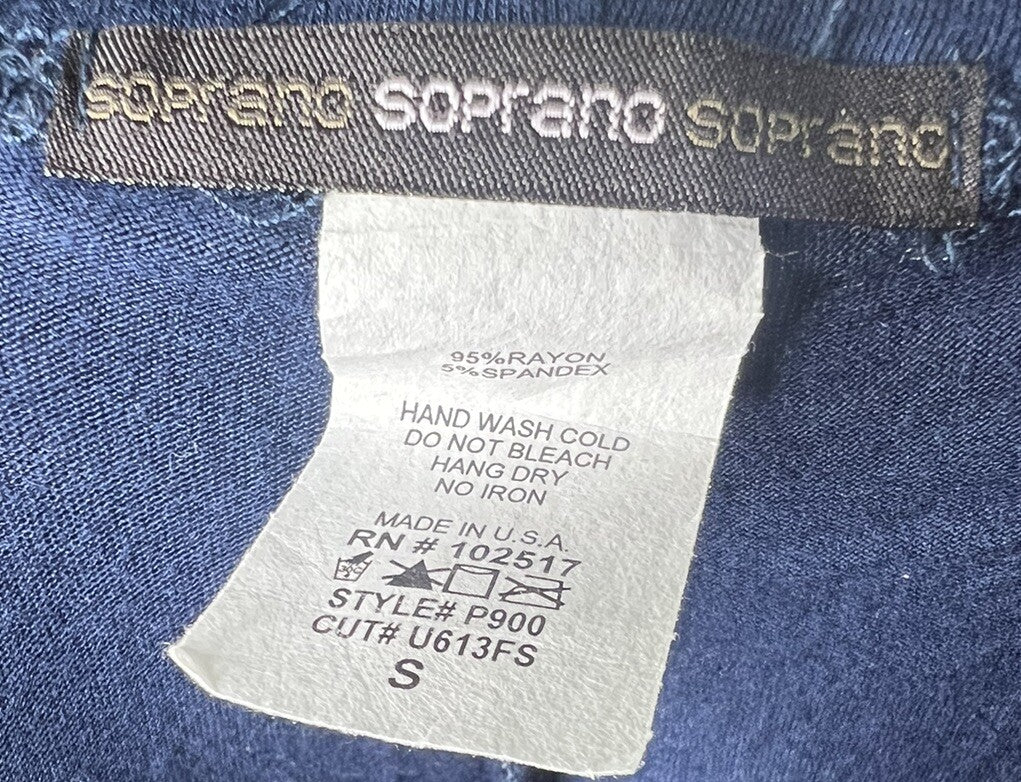 soprano soprano soprano
95%RAYON
5%SPANDEX
HAND WASH COLD
DO NOT BLEACH
HANG DRY
NO IRON
MADE IN U.S.A.
RN # 102517
STYLE# P900
CUT# U613FS
S